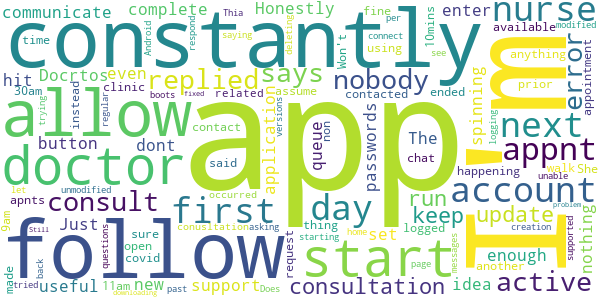 communicate complete Honestly Thia Android respond saying per connect fine Won't 10mins deleting see enter available modified nurse
time constantly using anything prior appointment error
Docrtos even replied says nobody contacted ended
hit 30am clinic boots fixed related assume versions spinning I'm
allow instead regular contact application queue non passwords The chat logging next
trying button dont said happening appnt
doctor app walk She
unmodified consult first day run account unable nothing
apnts Just occurred thing logged keep update supported
9am let sure conusltation asking request set enough creation
follow open covid starting home page messages another problem
made tried Still back questions start idea
useful 11am new past support Does consultation active
downloading